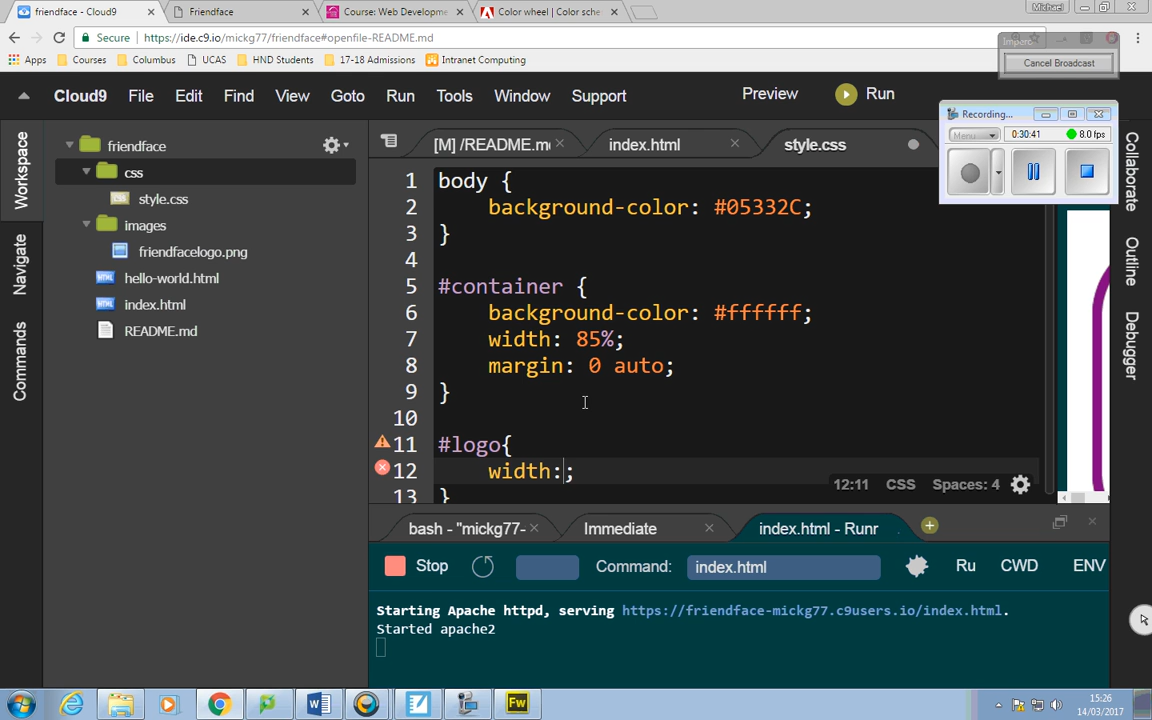 friendface - Cloud9
Friendface
Course: Web Developme
Color wheel | Color sche
Michael
Secure
https://ide.c9.io/mickg77/friendface#openfile-README.md
Impero
Apps
Courses
Columbus
UCAS
HND Students
17-18 Admissions
Intranet Computing
Cancel Broadcast
Cloud9 File Edit Find View Goto Run Tools Window Support Preview Run
Recording...
Menu
0:30:41
8.0 fps
Workspace
Navigate
Commands
friendface
css
style.css
images
friendfacelogo.png
hello-world.html
index.html
README.md
[M] /README.m
index.html
style.css
1 body {
2 background-color: #05332C;
3 }
4
5 #container {
6 background-color: #ffffff;
7 width: 85%;
8 margin: 0 auto;
9 }
10
11 #logo{
12 width:;
13 }
12:11 CSS Spaces: 4
Collaborate
Outline
Debugger
bash - "mickg77-
Immediate
index.html - Runr
Stop
Command:
index.html
Ru
CWD
ENV
Starting Apache httpd, serving https://friendface-mickg77.c9users.io/index.html.
Started apache2
Fw
15:26
14/03/2017